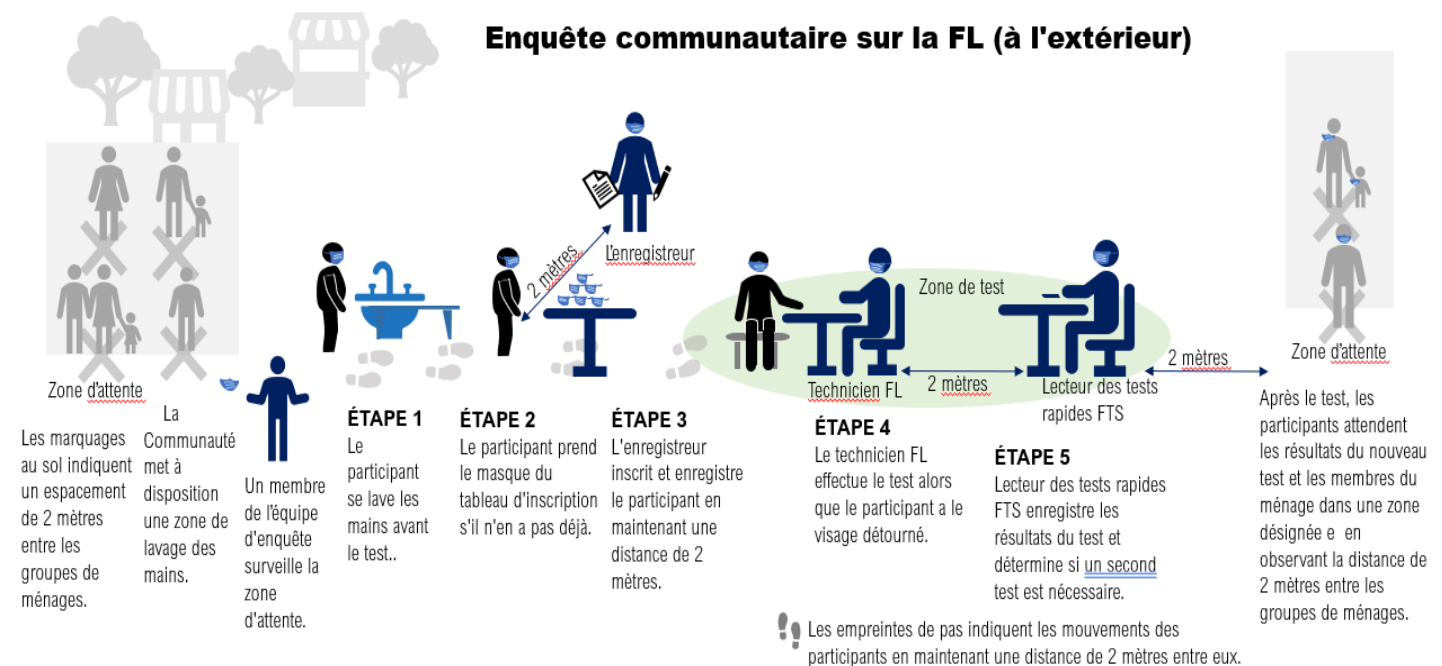 Enquête communautaire sur la FL (à l'extérieur)
Zone d'attente
Les marquages
au sol indiquent
un espacement
de 2 mètres
entre les
groupes de
ménages.
La
Communauté
met à
disposition
une zone de
lavage des
mains.
Un membre
de l'équipe
d'enquête
surveille la
zone
d'attente.
ÉTAPE 1
Le
participant
se lave les
mains avant
le test..
2 mètres
L'enregistreur
ÉTAPE 2
Le participant prend
le masque du
tableau d'inscription
s'il n'en a pas déjà.
ÉTAPE 3
L'enregistreur
inscrit et enregistre
le participant en
maintenant une
distance de 2
mètres.
Zone de test
Technicien FL
2 mètres
Lecteur des tests
rapides FTS
2 mètres
ÉTAPE 4
Le technicien FL
effectue le test alors
que le participant a le
visage détourné.
ÉTAPE 5
Lecteur des tests rapides
FTS enregistre les
résultats du test et
détermine si un second
test est nécessaire.
Zone d'attente
Après le test, les
participants attendent
les résultats du nouveau
test et les membres du
ménage dans une zone
désignée e en
observant la distance de
2 mètres entre les
groupes de ménages.
Les empreintes de pas indiquent les mouvements des
participants en maintenant une distance de 2 mètres entre eux.